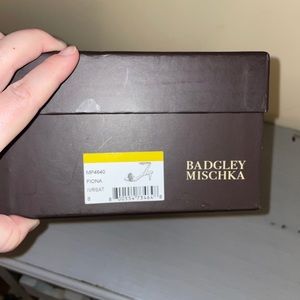 BADGLEY
MISCHKA
MP4640
FIONA
IVRSAT
8